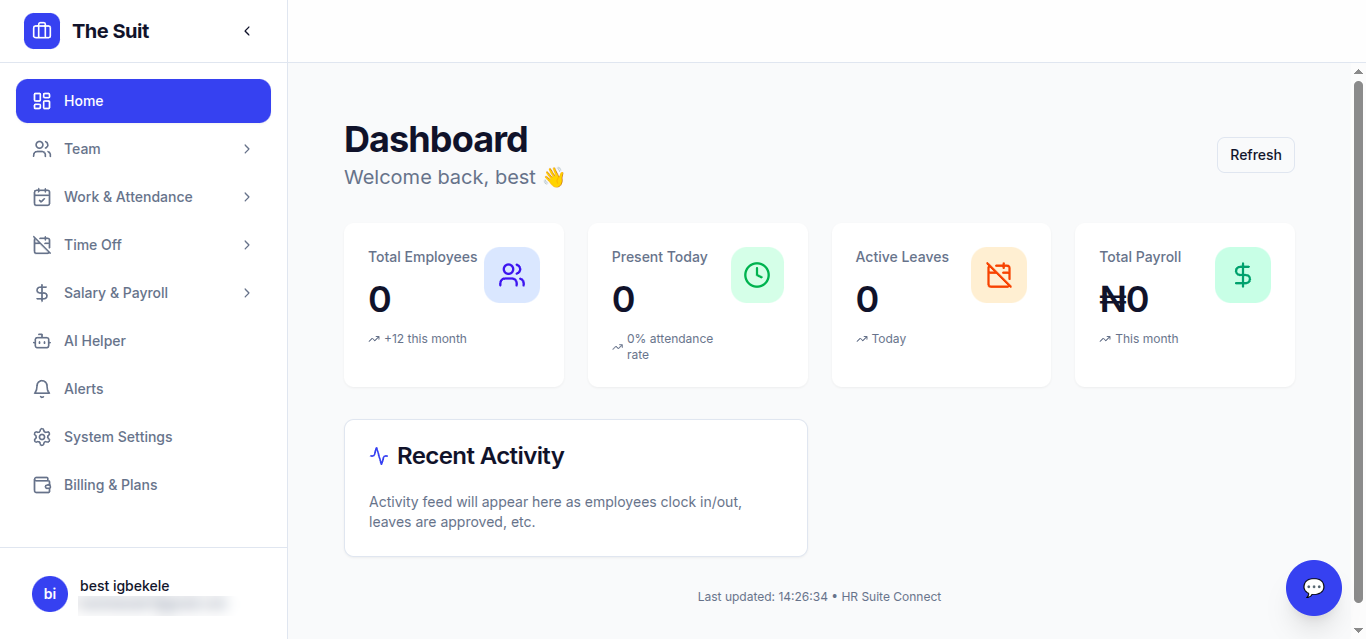 The Suit
Home
Team
Work & Attendance
Time Off
Salary & Payroll
AI Helper
Alerts
System Settings
Billing & Plans
bi
best igbekele
Dashboard
Welcome back, best 👋
Refresh
Total Employees
0
+12 this month
Present Today
0
0% attendance
rate
Active Leaves
0
Today
Total Payroll
₦0
This month
Recent Activity
Activity feed will appear here as employees clock in/out,
leaves are approved, etc.
Last updated: 14:26:34 • HR Suite Connect